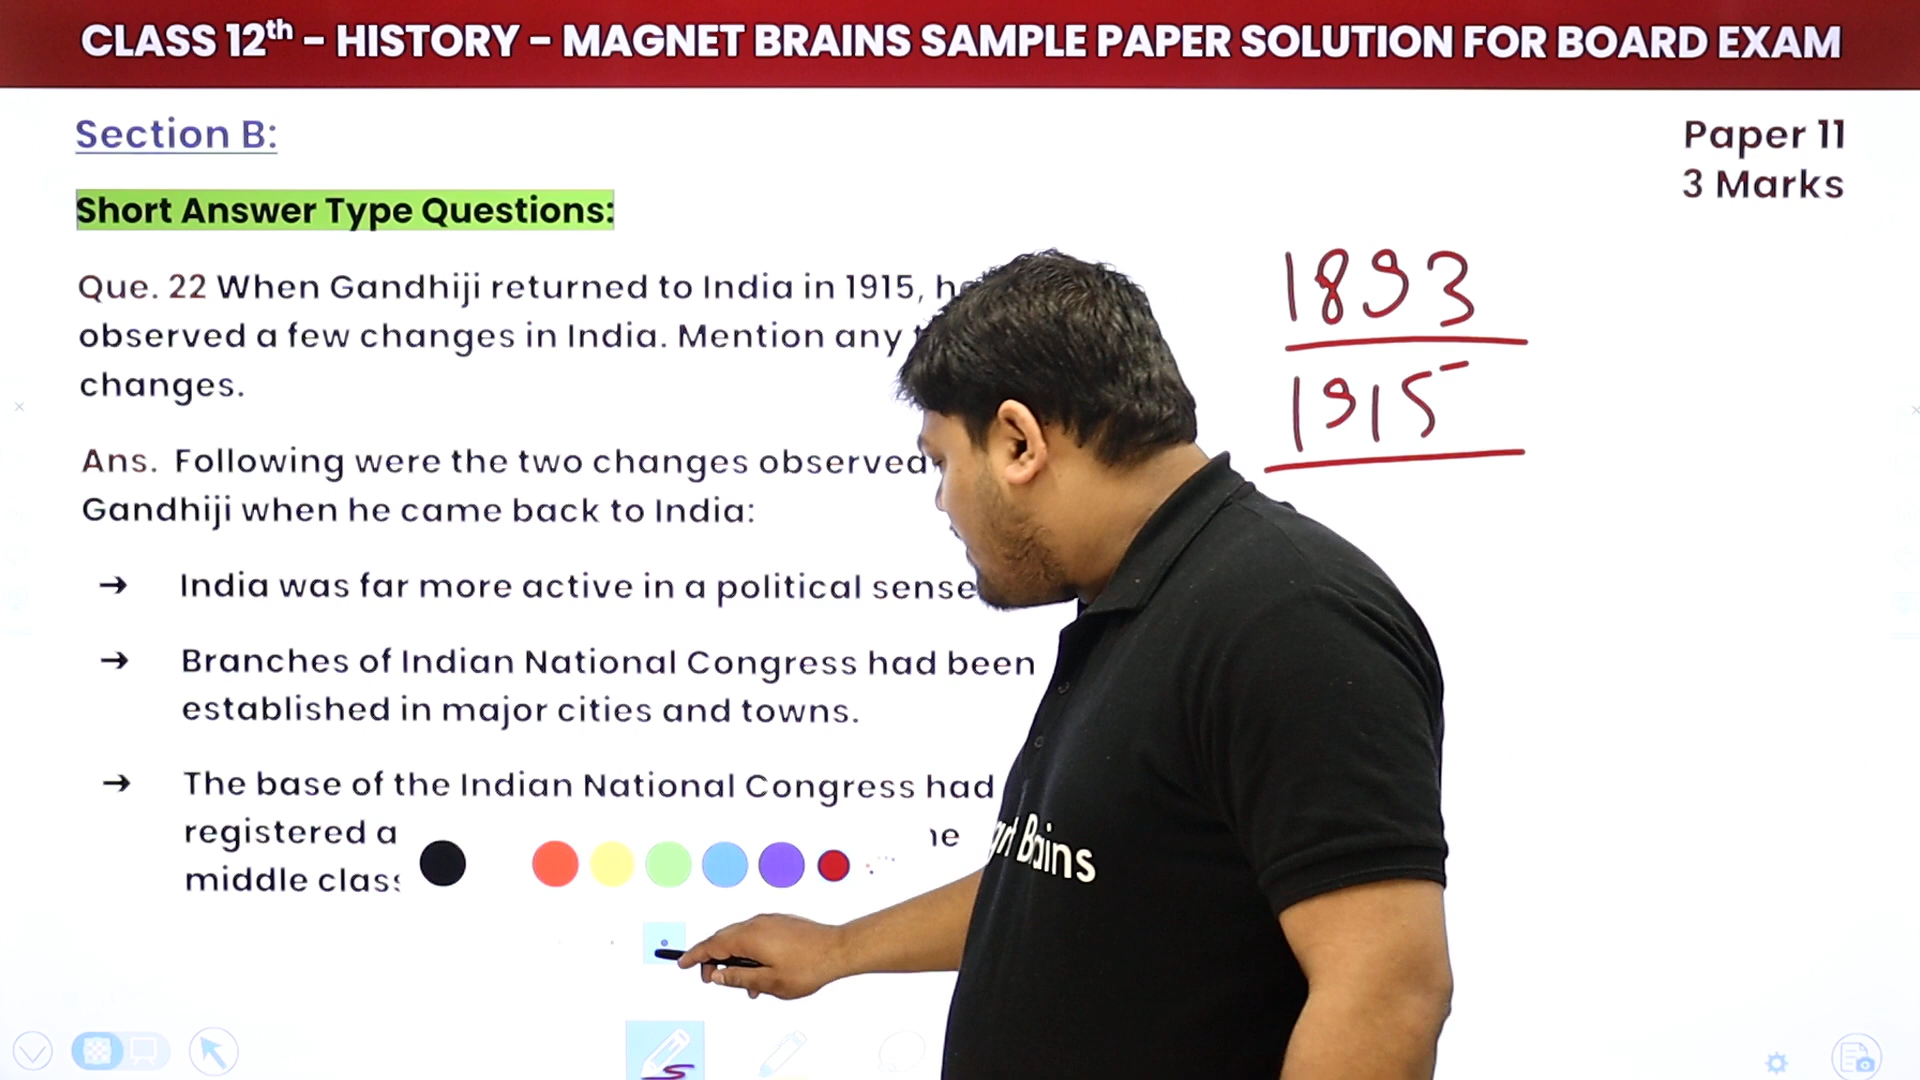 CLASS 12th – HISTORY – MAGNET BRAINS SAMPLE PAPER SOLUTION FOR BOARD EXAM
Section B:
Paper 11
3 Marks
Short Answer Type Questions:
Que. 22 When Gandhiji returned to India in 1915,
observed a few changes in India. Mention any
changes.
1893
1915
Ans. Following were the two changes observed
Gandhiji when he came back to India:
→ India was far more active in a political sense
→ Branches of Indian National Congress had been
established in major cities and towns.
→ The base of the Indian National Congress had
registered
middle
Brains